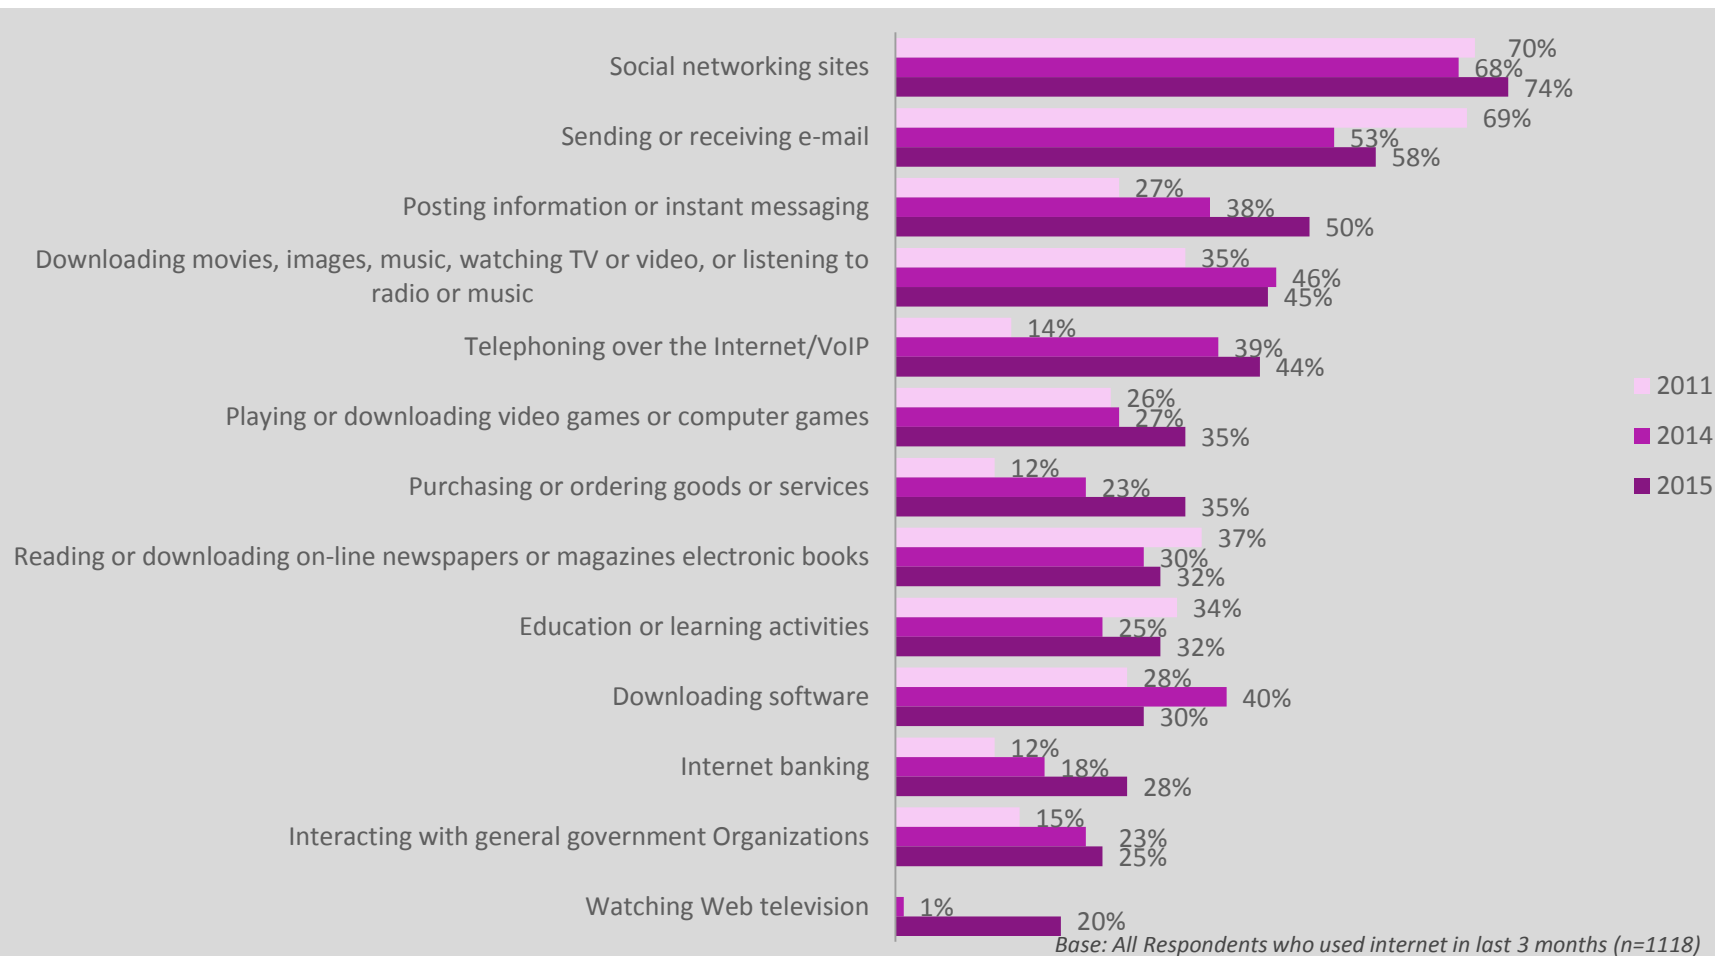 Social networking sites
70%
68%
74%
Sending or receiving e-mail
69%
53%
58%
Posting information or instant messaging
27%
38%
50%
Downloading movies, images, music, watching TV or video, or listening to
radio or music
35%
46%
45%
Telephoning over the Internet/VoIP
14%
39%
44%
Playing or downloading video games or computer games
26%
27%
35%
Purchasing or ordering goods or services
12%
23%
35%
Reading or downloading on-line newspapers or magazines electronic books
37%
30%
32%
Education or learning activities
34%
25%
32%
Downloading software
28%
40%
30%
Internet banking
12%
18%
28%
Interacting with general government Organizations
15%
23%
25%
Watching Web television
1%
20%
2011
2014
2015
Base: All Respondents who used internet in last 3 months (n=1118)